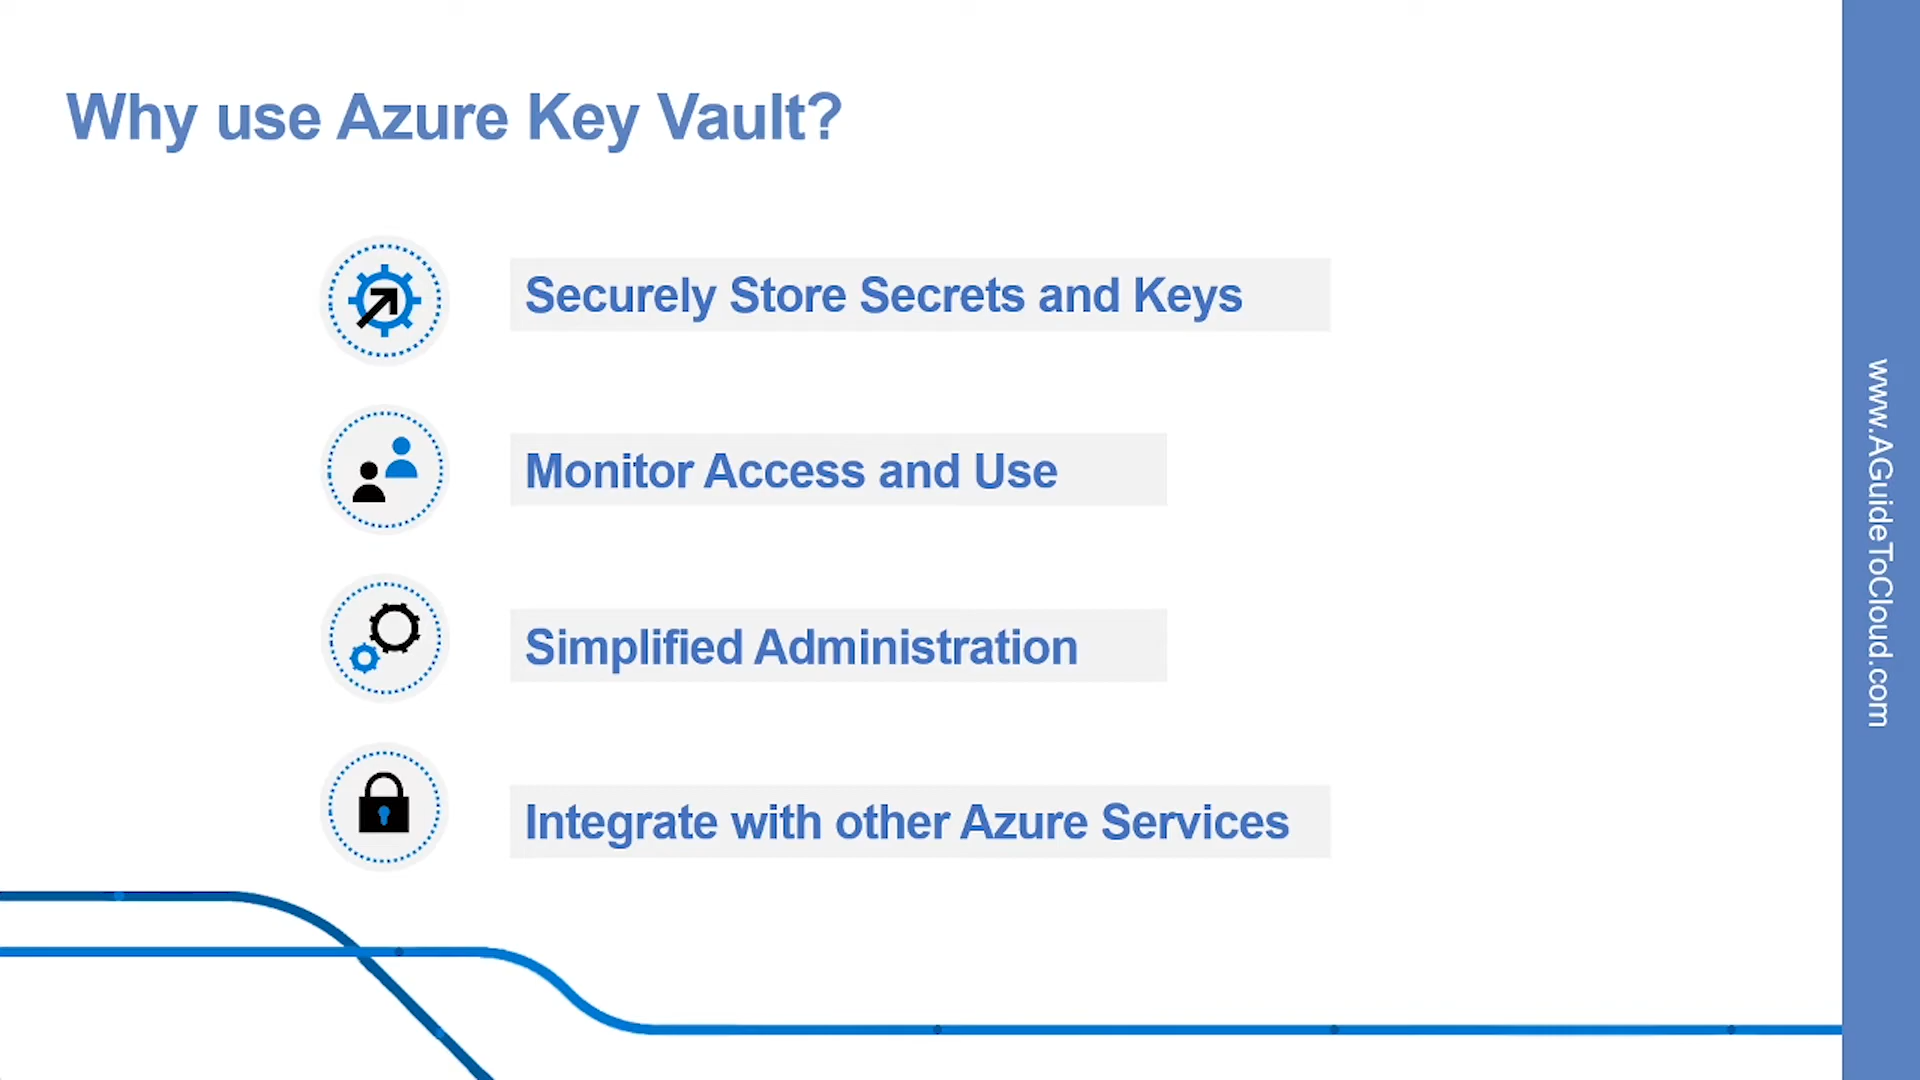 Why use Azure Key Vault?
Securely Store Secrets and Keys
Monitor Access and Use
Simplified Administration
Integrate with other Azure Services
www.AGuideToCloud.com